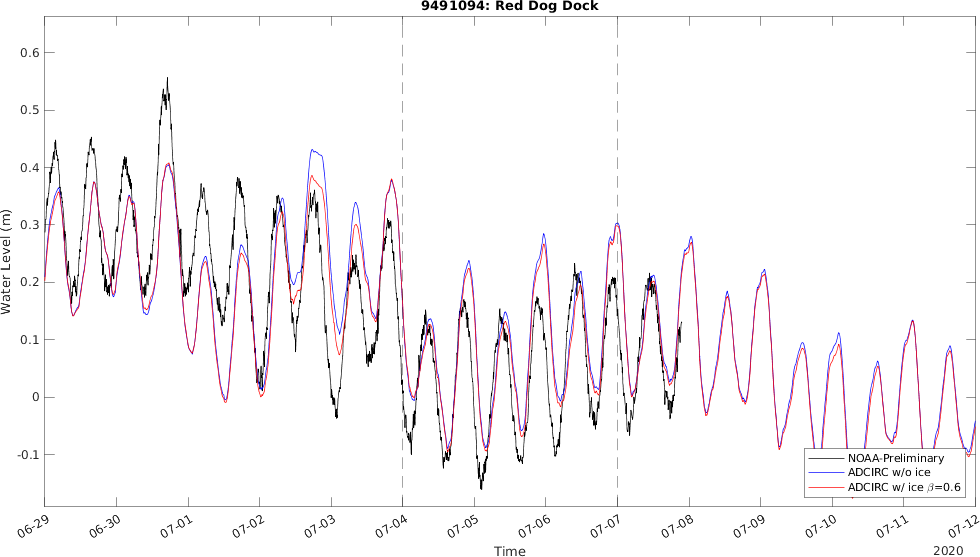 9491094: Red Dog Dock
Water Level (m)
0.6
0.5
0.4
0.3
0.2
0.1
0
-0.1
NOAA-Preliminary
ADCIRC w/o ice
ADCIRC w/ ice β=0.6
06-29 06-30 07-01 07-02 07-03 07-04 07-05 07-06 07-07 07-08 07-09 07-10 07-11 07-12
Time
2020